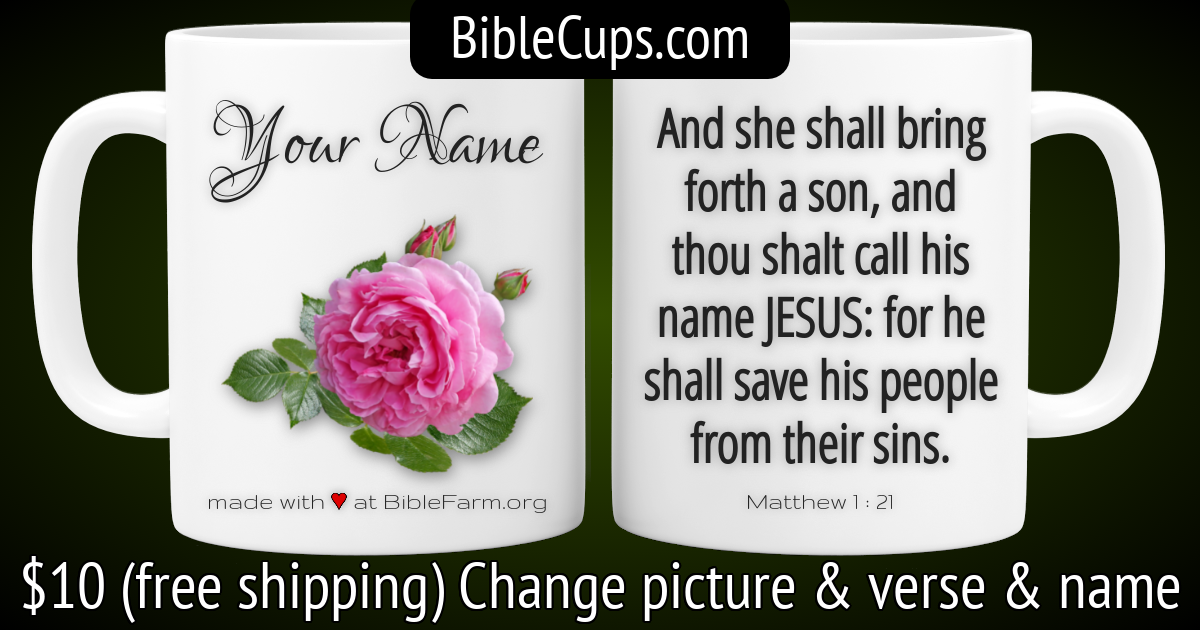 BibleCups.com
Your Name
made with ♥ at BibleFarm.org
And she shall bring
forth a son, and
thou shalt call his
name JESUS: for he
shall save his people
from their sins.
Matthew 1 : 21
$10 (free shipping) Change picture & verse & name